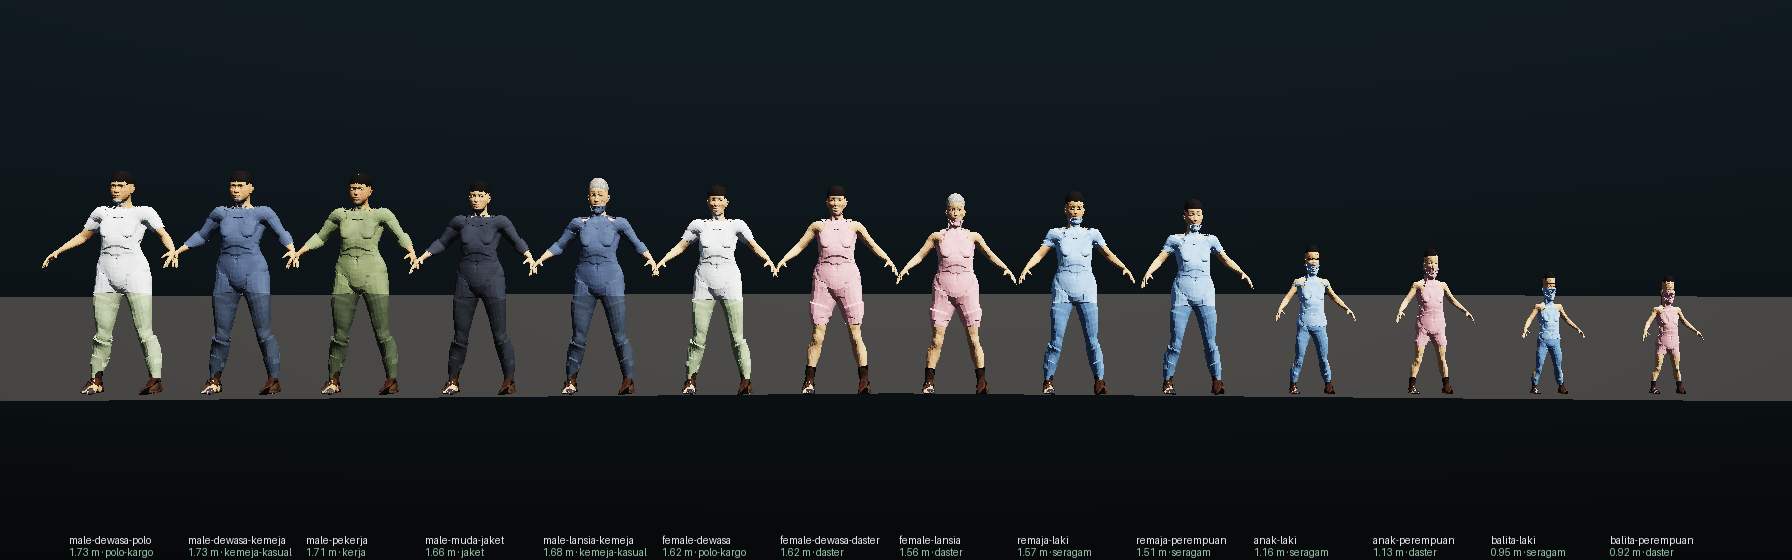 male-dewasa-polo
1.73 m · polo-kargo
male-dewasa-kemeja
1.73 m · kemeja-kasual
male-pekerja
1.71 m · kerja
male-muda-jaket
1.66 m · jaket
male-lansia-kemeja
1.68 m · kemeja-kasual
female-dewasa
1.62 m · polo-kargo
female-dewasa-daster
1.62 m · daster
female-lansia
1.56 m · daster
remaja-laki
1.57 m · seragam
remaja-perempuan
1.51 m · seragam
anak-laki
1.16 m · seragam
anak-perempuan
1.13 m · daster
balita-laki
0.95 m · seragam
balita-perempuan
0.92 m · daster